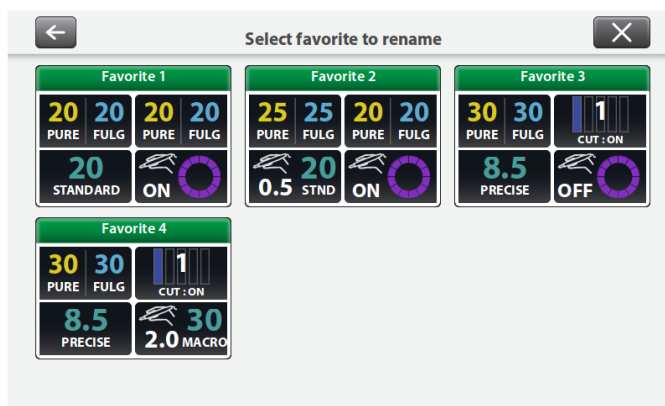 Select favorite to rename
Favorite 1
20 20 20 20
PURE FULG PURE FULG
20
STANDARD ON
Favorite 2
25 25 20 20
PURE FULG PURE FULG
0.5 20 STND ON
Favorite 3
30 30 1
PURE FULG CUT : ON
8.5
PRECISE OFF
Favorite 4
30 30 1
PURE FULG CUT : ON
8.5 30
PRECISE 2.0 MACRO